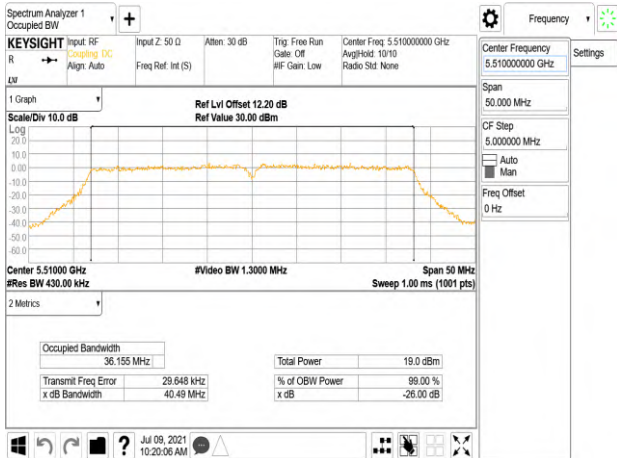 Spectrum Analyzer 1
Occupied BW
Frequency
KEYSIGHT
R
LXI
Input: RF
Coupling: DC
Align: Auto
Input Z: 50 Ω
Freq Ref: Int (S)
Atten: 30 dB
Trig: Free Run
Gate: Off
#IF Gain: Low
Center Freq: 5.510000000 GHz
Avg|Hold: 10/10
Radio Std: None
Center Frequency
5.510000000 GHz
Settings
Span
50.000 MHz
CF Step
5.000000 MHz
Auto
Man
Freq Offset
0 Hz
1 Graph
Scale/Div 10.0 dB
Ref Lvl Offset 12.20 dB
Ref Value 30.00 dBm
Log
20.0
10.0
0.00
-10.0
-20.0
-30.0
-40.0
-50.0
-60.0
Center 5.51000 GHz
#Video BW 1.3000 MHz
Span 50 MHz
#Res BW 430.00 kHz
Sweep 1.00 ms (1001 pts)
2 Metrics
Occupied Bandwidth
36.155 MHz
Total Power 19.0 dBm
Transmit Freq Error 29.648 kHz
% of OBW Power 99.00 %
x dB Bandwidth 40.49 MHz
x dB -26.00 dB
?
Jul 09, 2021
10:20:06 AM